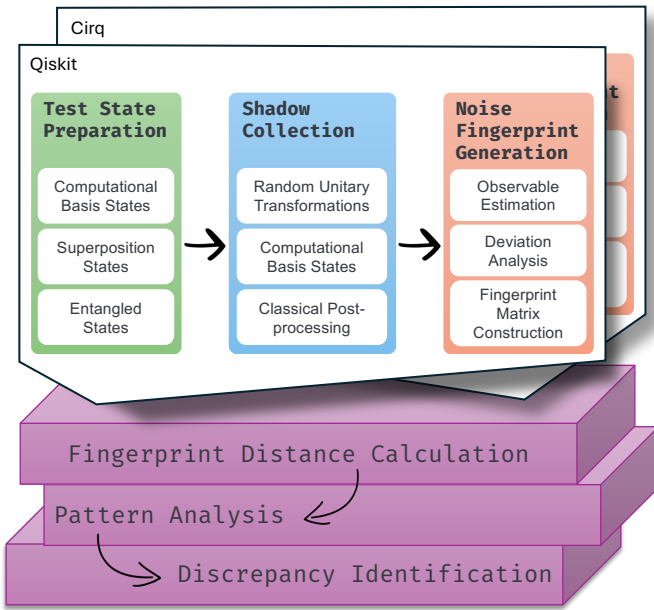 Cirq
Qiskit
Test State
Preparation
Computational
Basis States
Superposition
States
Entangled
States
Shadow
Collection
Random Unitary
Transformations
Computational
Basis States
Classical Post-
processing
Noise
Fingerprint
Generation
Observable
Estimation
Deviation
Analysis
Fingerprint
Matrix
Construction
Fingerprint Distance Calculation
Pattern Analysis
Discrepancy Identification